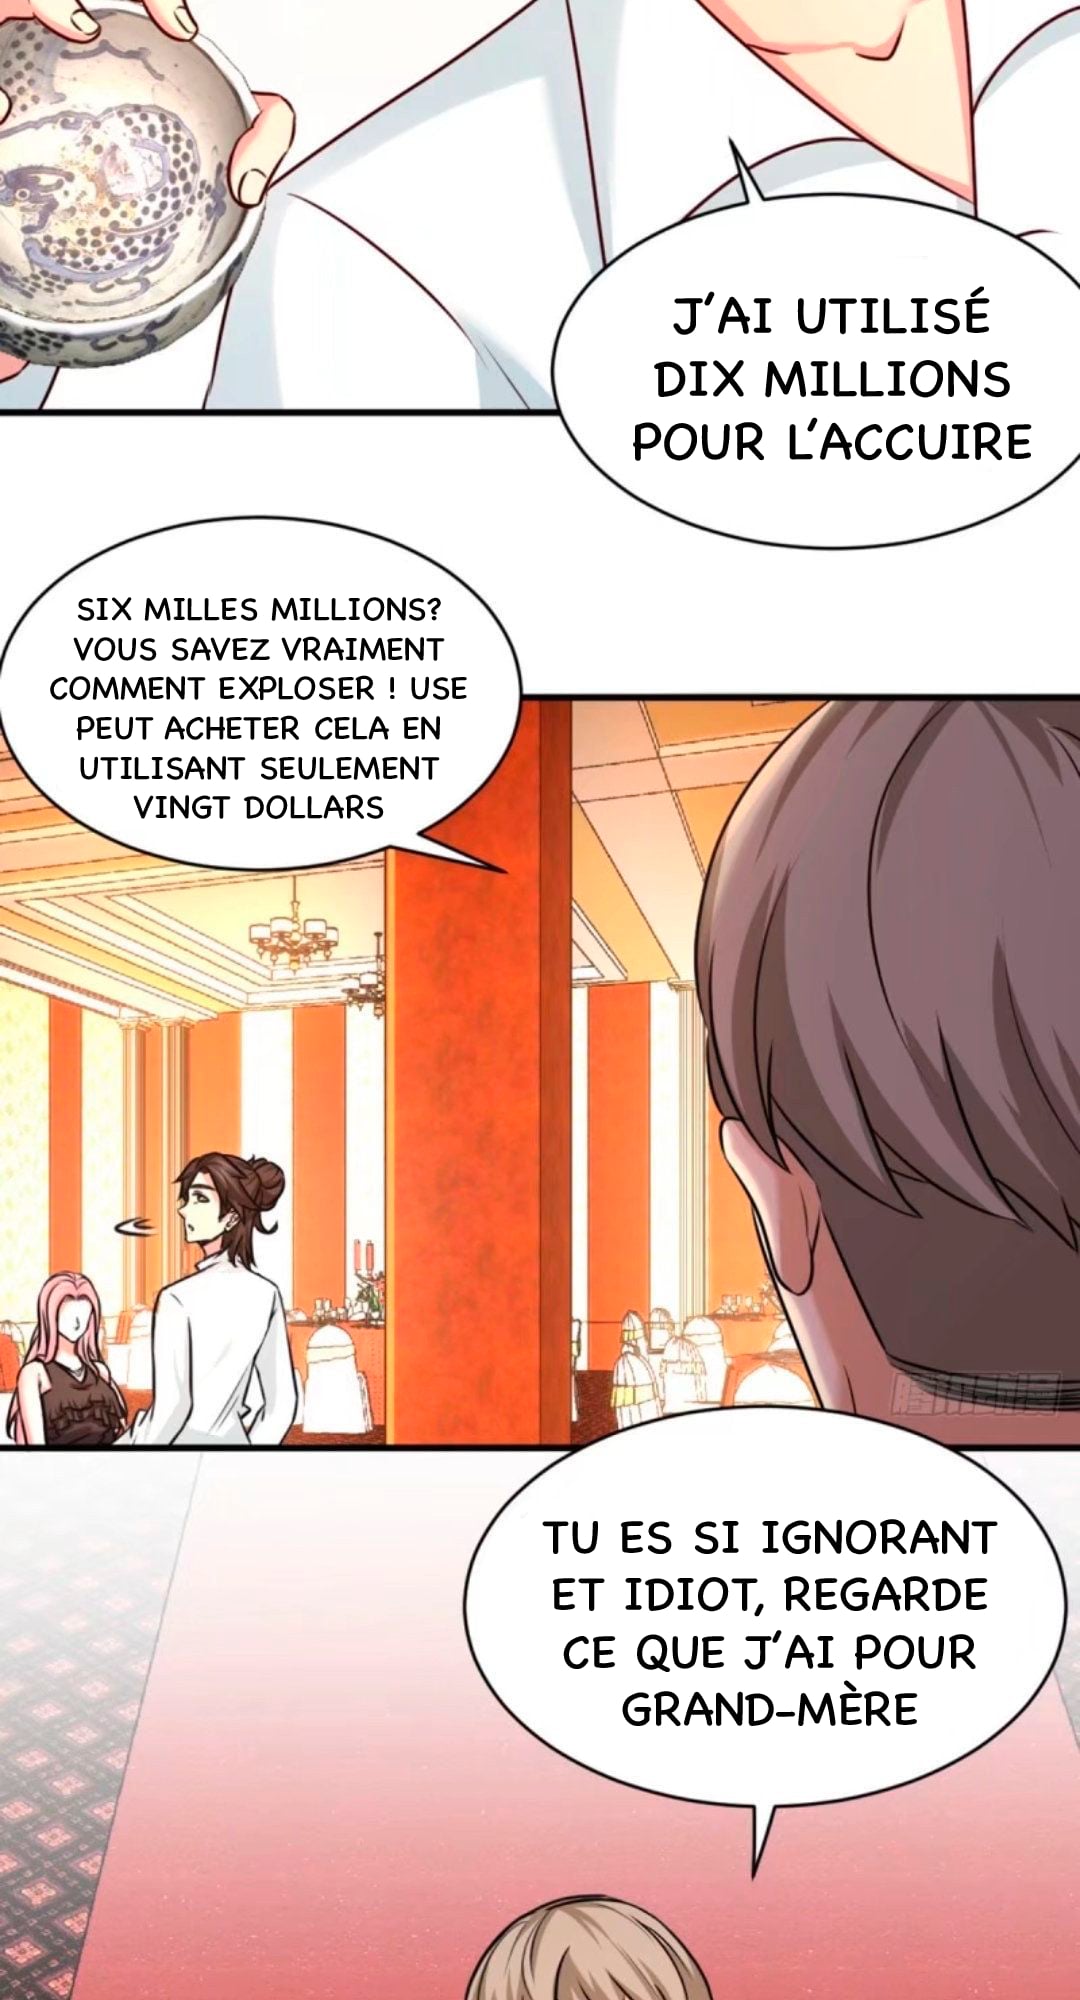 J'AI UTILISÉ
DIX MILLIONS
POUR L'ACCUIRE
SIX MILLES MILLIONS?
VOUS SAVEZ VRAIMENT
COMMENT EXPLOSER ! USE
PEUT ACHETER CELA EN
UTILISANT SEULEMENT
VINGT DOLLARS
TU ES SI IGNORANT
ET IDIOT, REGARDE
CE QUE J'AI POUR
GRAND-MÈRE